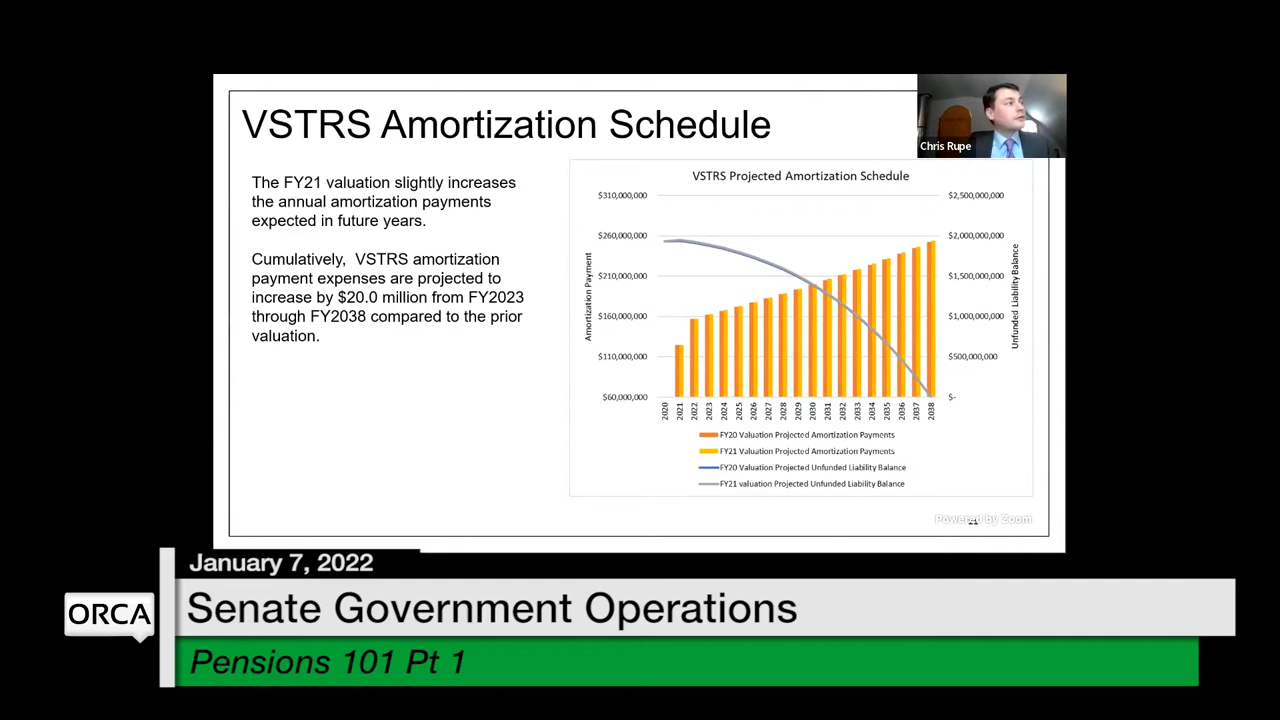 VSTRS Amortization Schedule
Chris Rupe
The FY21 valuation slightly increases
the annual amortization payments
expected in future years.
Cumulatively, VSTRS amortization
payment expenses are projected to
increase by $20.0 million from FY2023
through FY2038 compared to the prior
valuation.
VSTRS Projected Amortization Schedule
$310,000,000
$260,000,000
$210,000,000
$160,000,000
$110,000,000
$60,000,000
Amortization Payment
$2,500,000,000
$2,000,000,000
$1,500,000,000
$1,000,000,000
$500,000,000
$-
Unfunded Liability Balance
2020 2021 2022 2023 2024 2025 2026 2027 2028 2029 2030 2031 2032 2033 2034 2035 2036 2037 2038
FY20 Valuation Projected Amortization Payments
FY21 Valuation Projected Amortization Payments
FY20 Valuation Projected Unfunded Liability Balance
FY21 valuation Projected Unfunded Liability Balance
Powered by Zoom
January 7, 2022
ORCA
Senate Government Operations
Pensions 101 Pt 1